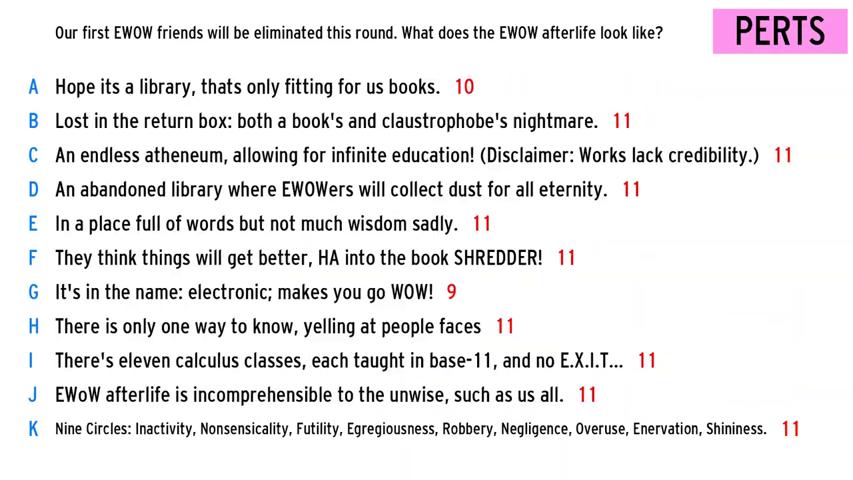 Our first EWOW friends will be eliminated this round. What does the EWOW afterlife look like?
PERTS
A Hope its a library, thats only fitting for us books. 10
B Lost in the return box: both a book's and claustrophobe's nightmare. 11
C An endless atheneum, allowing for infinite education! (Disclaimer: Works lack credibility.) 11
D An abandoned library where EWOWers will collect dust for all eternity. 11
E In a place full of words but not much wisdom sadly. 11
F They think things will get better, HA into the book SHREDDER! 11
G It's in the name: electronic; makes you go WOW! 9
H There is only one way to know, yelling at people faces 11
I There's eleven calculus classes, each taught in base-11, and no E.X.I.T... 11
J EWoW afterlife is incomprehensible to the unwise, such as us all. 11
K Nine Circles: Inactivity, Nonsensicality, Futility, Egregiousness, Robbery, Negligence, Overuse, Enervation, Shininess. 11